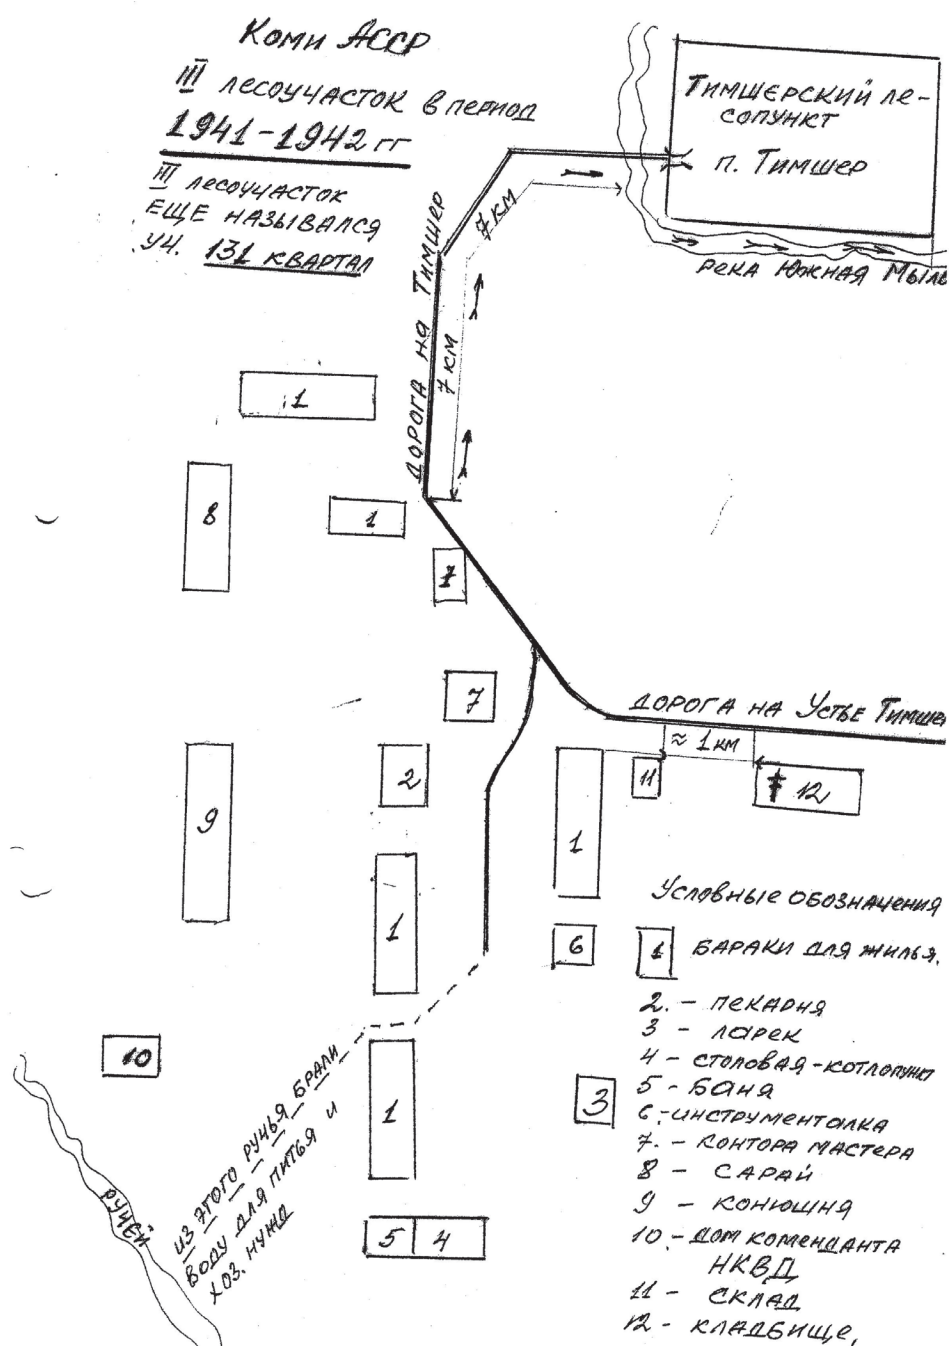 Коми АССР
III лесоучасток в период
1941-1942 гг
III лесоучасток
еще назывался
уч. 131 квартал
Тимшерский ле-
сопункт
п. Тимшер
река Южная Мыл
Дорога на Тимшер
7 км
7 км
1
8
1
7
7
Дорога на Устье Тимше
≈ 1 км
2
11
12
9
1
1
6
10
1
3
5
4
ручей
Из этого ручья брали
воду для питья и
хоз. нужд
Условные обозначения
1 Бараки для жилья.
2. - пекарня
3 - ларек
4 - столовая-котлопункт
5 - Баня
6.-инструменталка
7. - контора мастера
8 - сарай
9 - конюшня
10.- дом команданта
НКВД
11 - склад
12 - кладбище,